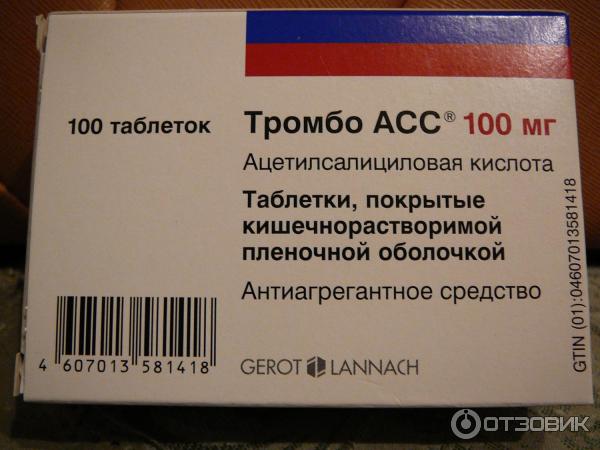 100 таблеток
Тромбо АСС® 100 мг
Ацетилсалициловая кислота
Таблетки, покрытые
кишечнорастворимой
пленочной оболочкой
Антиагрегантное средство
4 607013 581418
GEROT LANNACH
GTIN (01):04607013581418
ОТЗОВИК